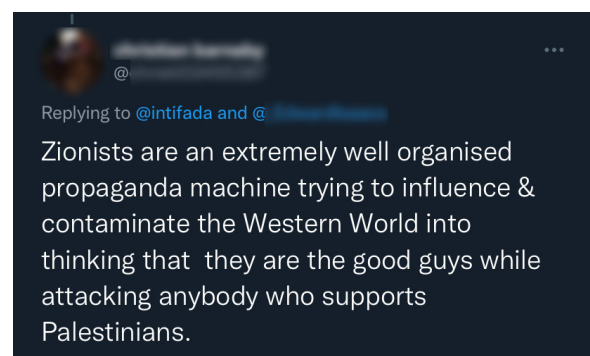 @
Replying to @intifada and @
Zionists are an extremely well organised
propaganda machine trying to influence &
contaminate the Western World into
thinking that they are the good guys while
attacking anybody who supports
Palestinians.